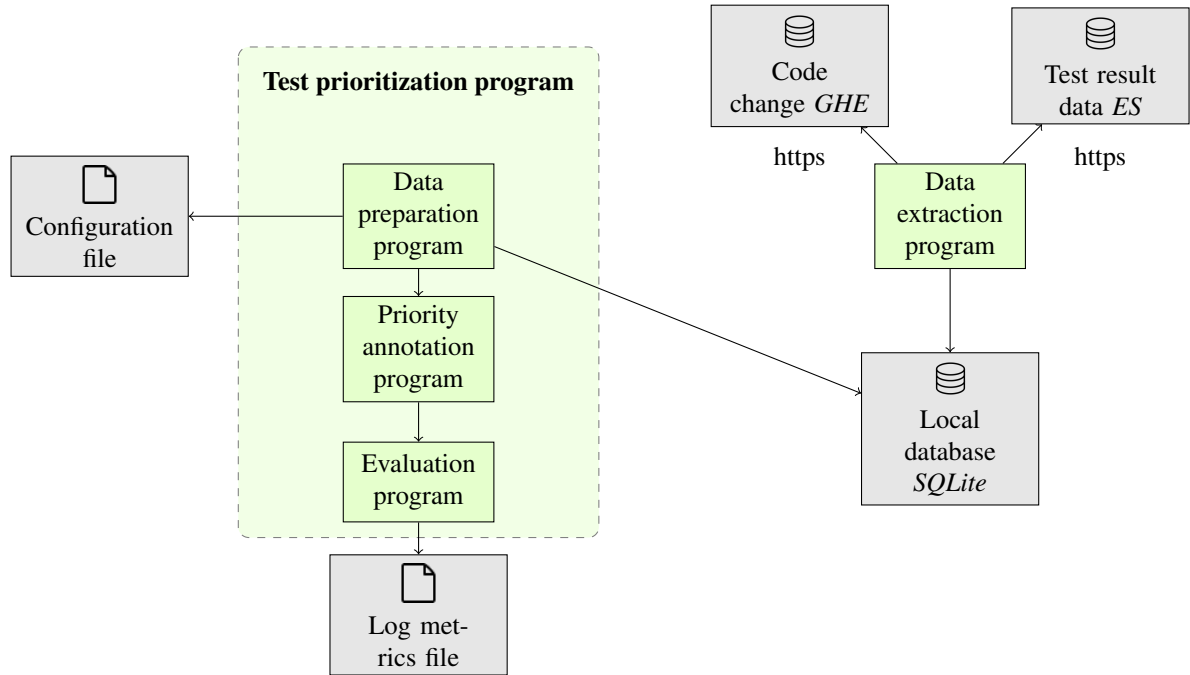 Test prioritization program
Code
change GHE
Test result
data ES
https
https
Configuration
file
Data
preparation
program
Data
extraction
program
Priority
annotation
program
Local
database
SQLite
Evaluation
program
Log met-
rics file